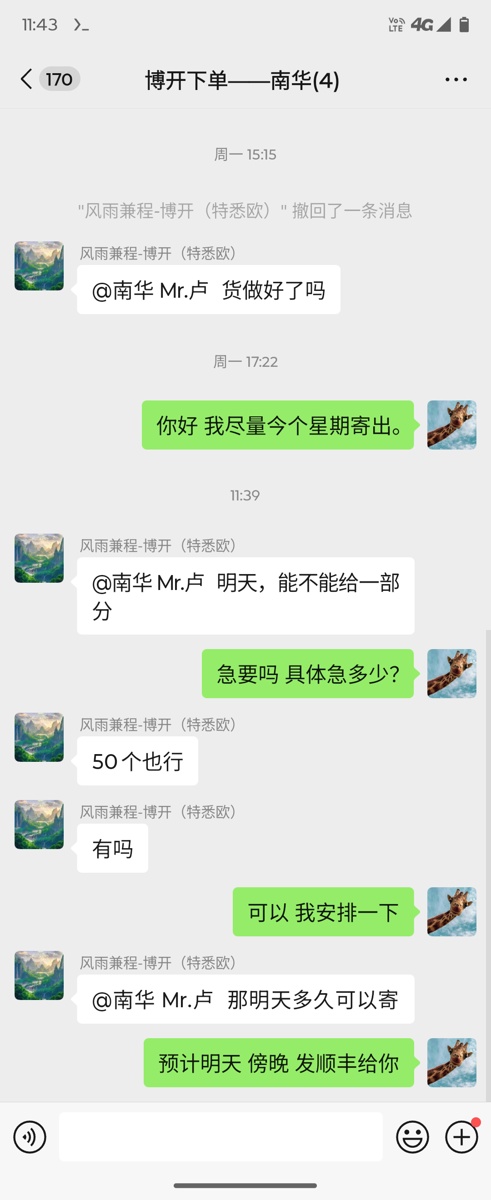 11:43
VoLTE 4G
170 博开下单——南华(4)
周一 15:15
"风雨兼程-博开（特悉欧）" 撤回了一条消息
风雨兼程-博开（特悉欧）
@南华 Mr.卢 货做好了吗
周一 17:22
你好 我尽量今个星期寄出。
11:39
风雨兼程-博开（特悉欧）
@南华 Mr.卢 明天，能不能给一部
分
急要吗 具体急多少？
风雨兼程-博开（特悉欧）
50个也行
风雨兼程-博开（特悉欧）
有吗
可以 我安排一下
风雨兼程-博开（特悉欧）
@南华 Mr.卢 那明天多久可以寄
预计明天 傍晚 发顺丰给你